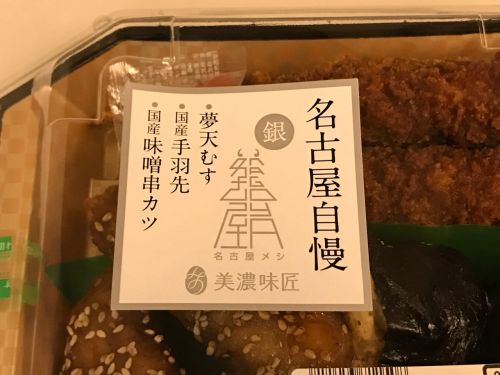 名古屋自慢
銀
•夢天むす
•国産手羽先
•国産味噌串カツ
名古屋メシ
美濃味匠